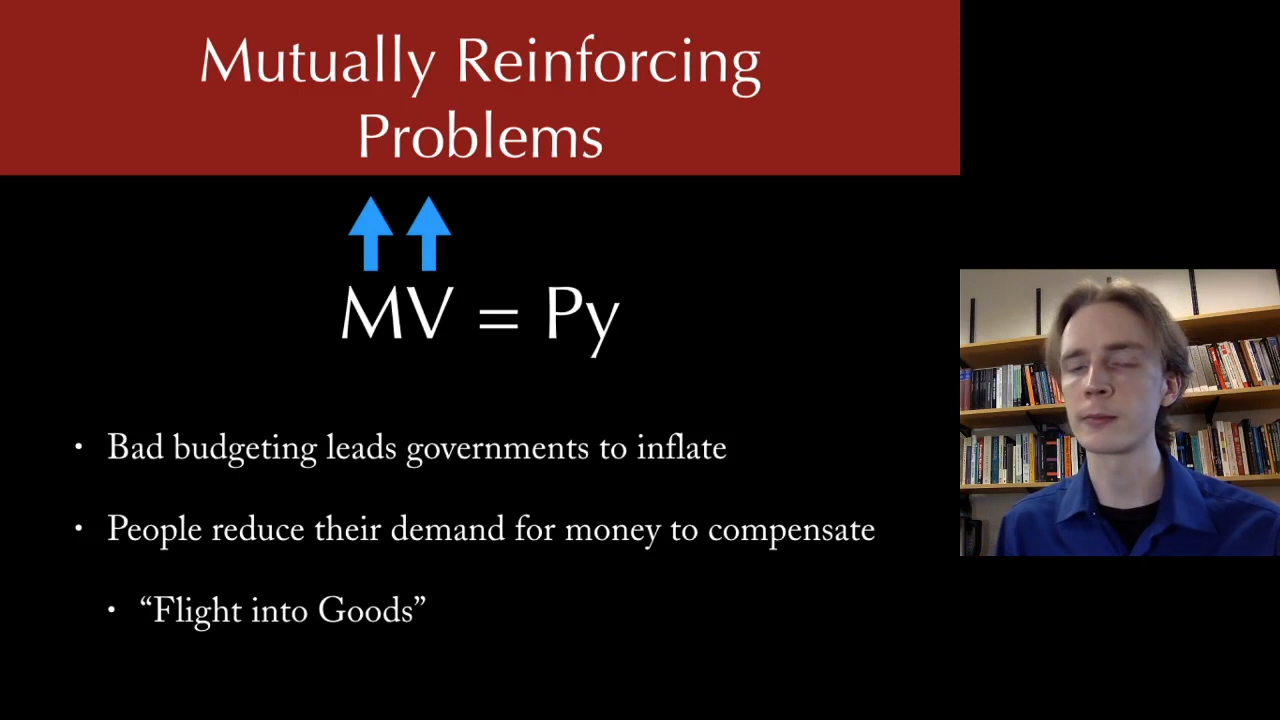 Mutually Reinforcing
Problems
MV = Py
• Bad budgeting leads governments to inflate
• People reduce their demand for money to compensate
• “Flight into Goods”